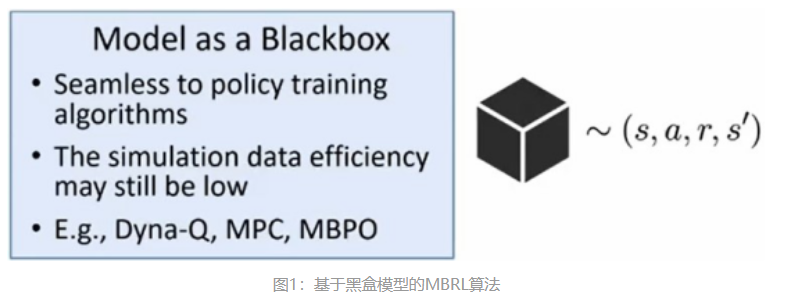 Model as a Blackbox
• Seamless to policy training
algorithms
• The simulation data efficiency
may still be low
• E.g., Dyna-Q, MPC, MBPO
∼ (s, a, r, s′)
图1：基于黑盒模型的MBRL算法